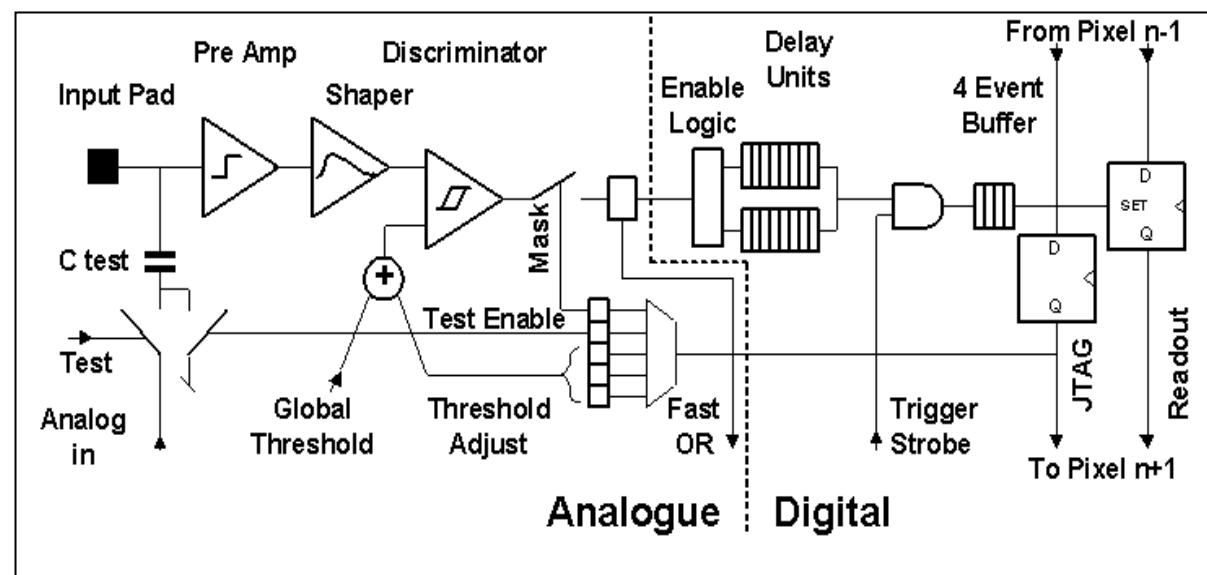 From Pixel n-1
Pre Amp
Discriminator
Delay
Units
Input Pad
Shaper
Enable
Logic
4 Event
Buffer
D
SET
Q
Mask
C test
+
D
Q
Test Enable
Test
JTAG
Readout
Analog
in
Global
Threshold
Threshold
Adjust
Fast
OR
Trigger
Strobe
To Pixel n+1
Analogue
Digital